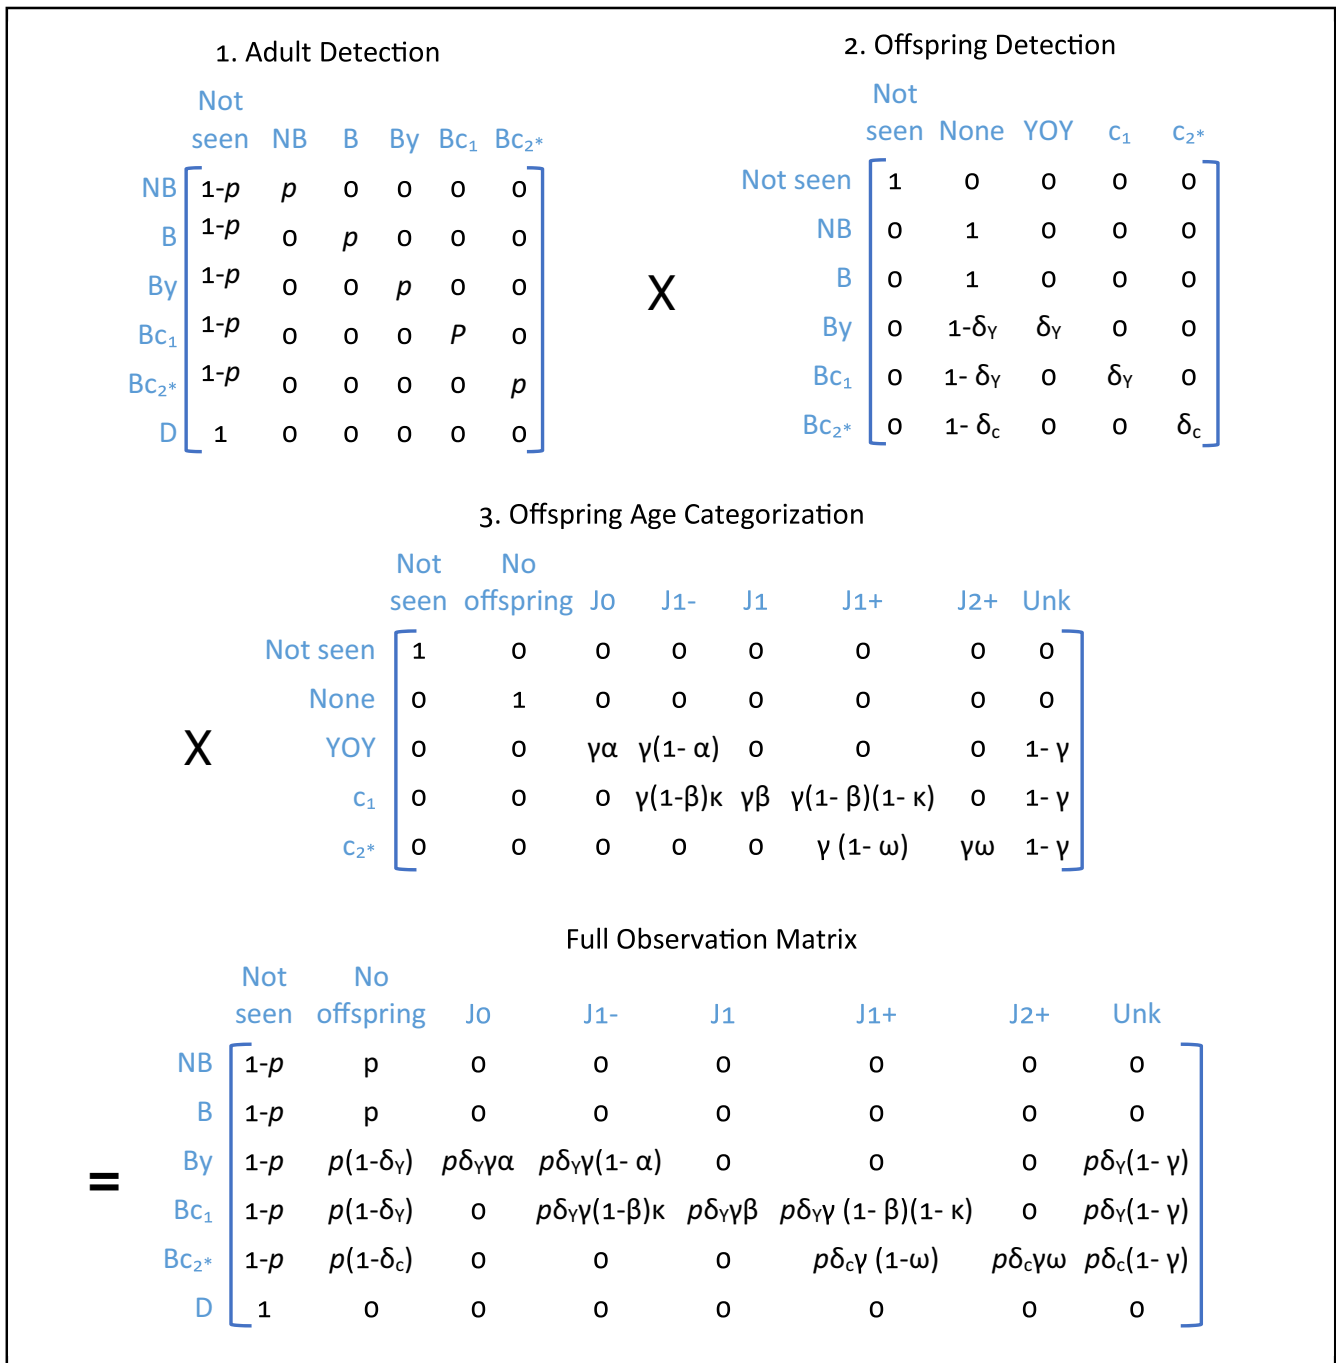 1. Adult Detection
Not
seen NB B By Bc₁ Bc₂*
NB 1-p p 0 0 0 0
B 1-p 0 p 0 0 0
By 1-p 0 0 p 0 0
Bc₁ 1-p 0 0 0 P 0
Bc₂* 1-p 0 0 0 0 p
D 1 0 0 0 0 0
X
2. Offspring Detection
Not
seen None YOY c₁ c₂*
Not seen 1 0 0 0 0
NB 0 1 0 0 0
B 0 1 0 0 0
By 0 1-δY δY 0 0
Bc₁ 0 1- δY 0 δY 0
Bc₂* 0 1- δc 0 0 δc
X
3. Offspring Age Categorization
Not No
seen offspring J0 J1- J1 J1+ J2+ Unk
Not seen 1 0 0 0 0 0 0 0
None 0 1 0 0 0 0 0 0
YOY 0 0 γα γ(1- α) 0 0 0 1- γ
c₁ 0 0 0 γ(1-β)κ γβ γ(1- β)(1- κ) 0 1- γ
c₂* 0 0 0 0 0 γ (1- ω) γω 1- γ
=
Full Observation Matrix
Not No
seen offspring J0 J1- J1 J1+ J2+ Unk
NB 1-p p 0 0 0 0 0 0
B 1-p p 0 0 0 0 0 0
By 1-p p(1-δY) pδYγα pδYγ(1- α) 0 0 0 pδY(1- γ)
Bc₁ 1-p p(1-δY) 0 pδYγ(1-β)κ pδYγβ pδYγ (1- β)(1- κ) 0 pδY(1- γ)
Bc₂* 1-p p(1-δc) 0 0 0 pδcγ (1-ω) pδcγω pδc(1- γ)
D 1 0 0 0 0 0 0 0